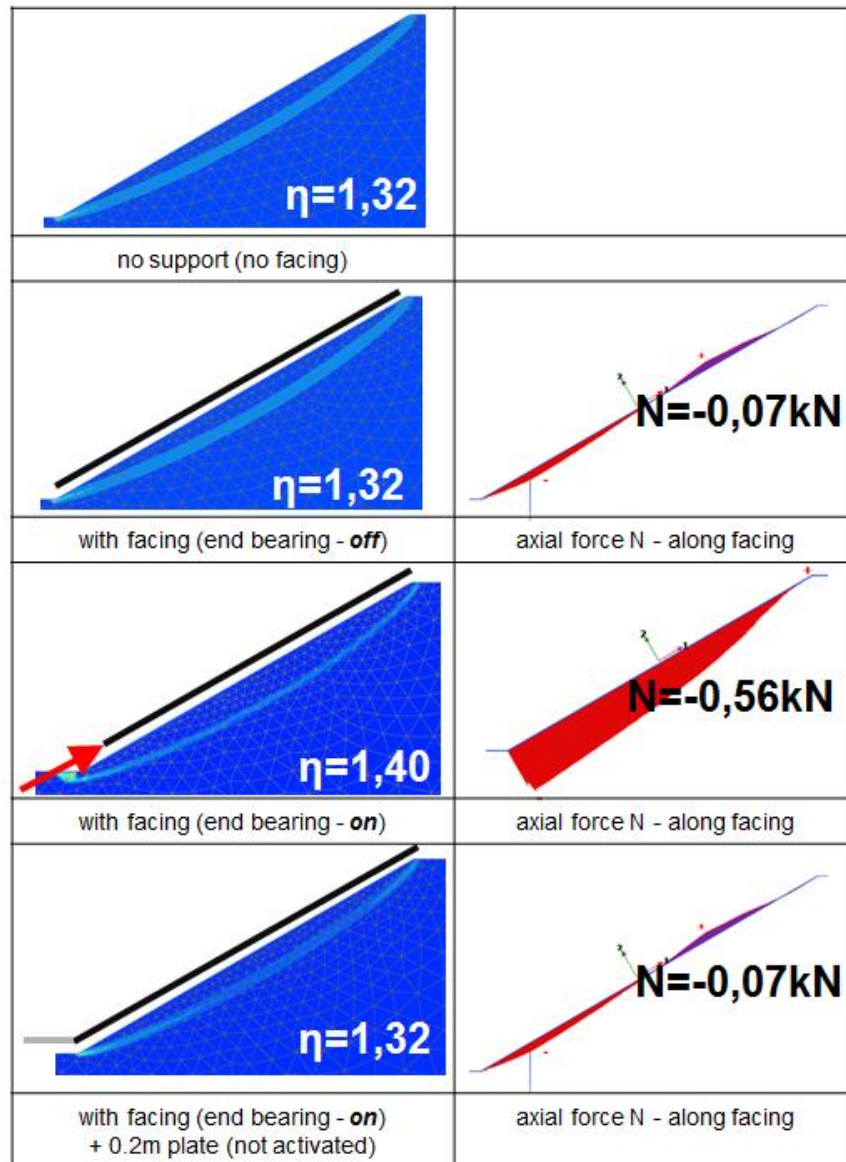 η=1,32
no support (no facing)
η=1,32
N=-0,07kN
with facing (end bearing - off)
axial force N - along facing
η=1,40
N=-0,56kN
with facing (end bearing - on)
axial force N - along facing
η=1,32
N=-0,07kN
with facing (end bearing - on)
+ 0.2m plate (not activated)
axial force N - along facing